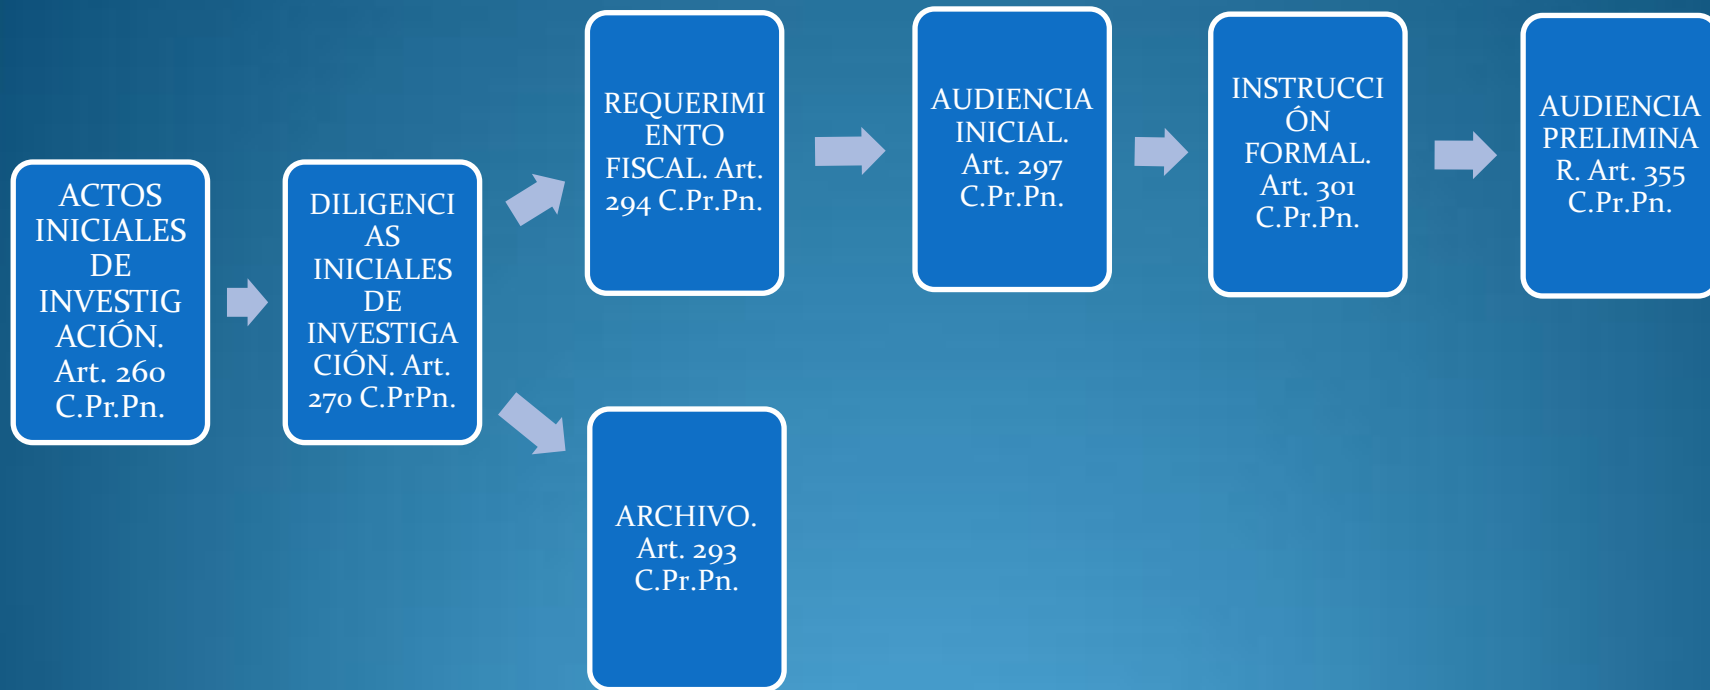 ACTOS
INICIALES
DE
INVESTIG
ACIÓN.
Art. 260
C.Pr.Pn.
DILIGENCI
AS
INICIALES
DE
INVESTIGA
CIÓN. Art.
270 C.PrPn.
REQUERIMI
ENTO
FISCAL. Art.
294 C.Pr.Pn.
AUDIENCIA
INICIAL.
Art. 297
C.Pr.Pn.
INSTRUCCI
ÓN
FORMAL.
Art. 301
C.Pr.Pn.
AUDIENCIA
PRELIMINA
R. Art. 355
C.Pr.Pn.
ARCHIVO.
Art. 293
C.Pr.Pn.